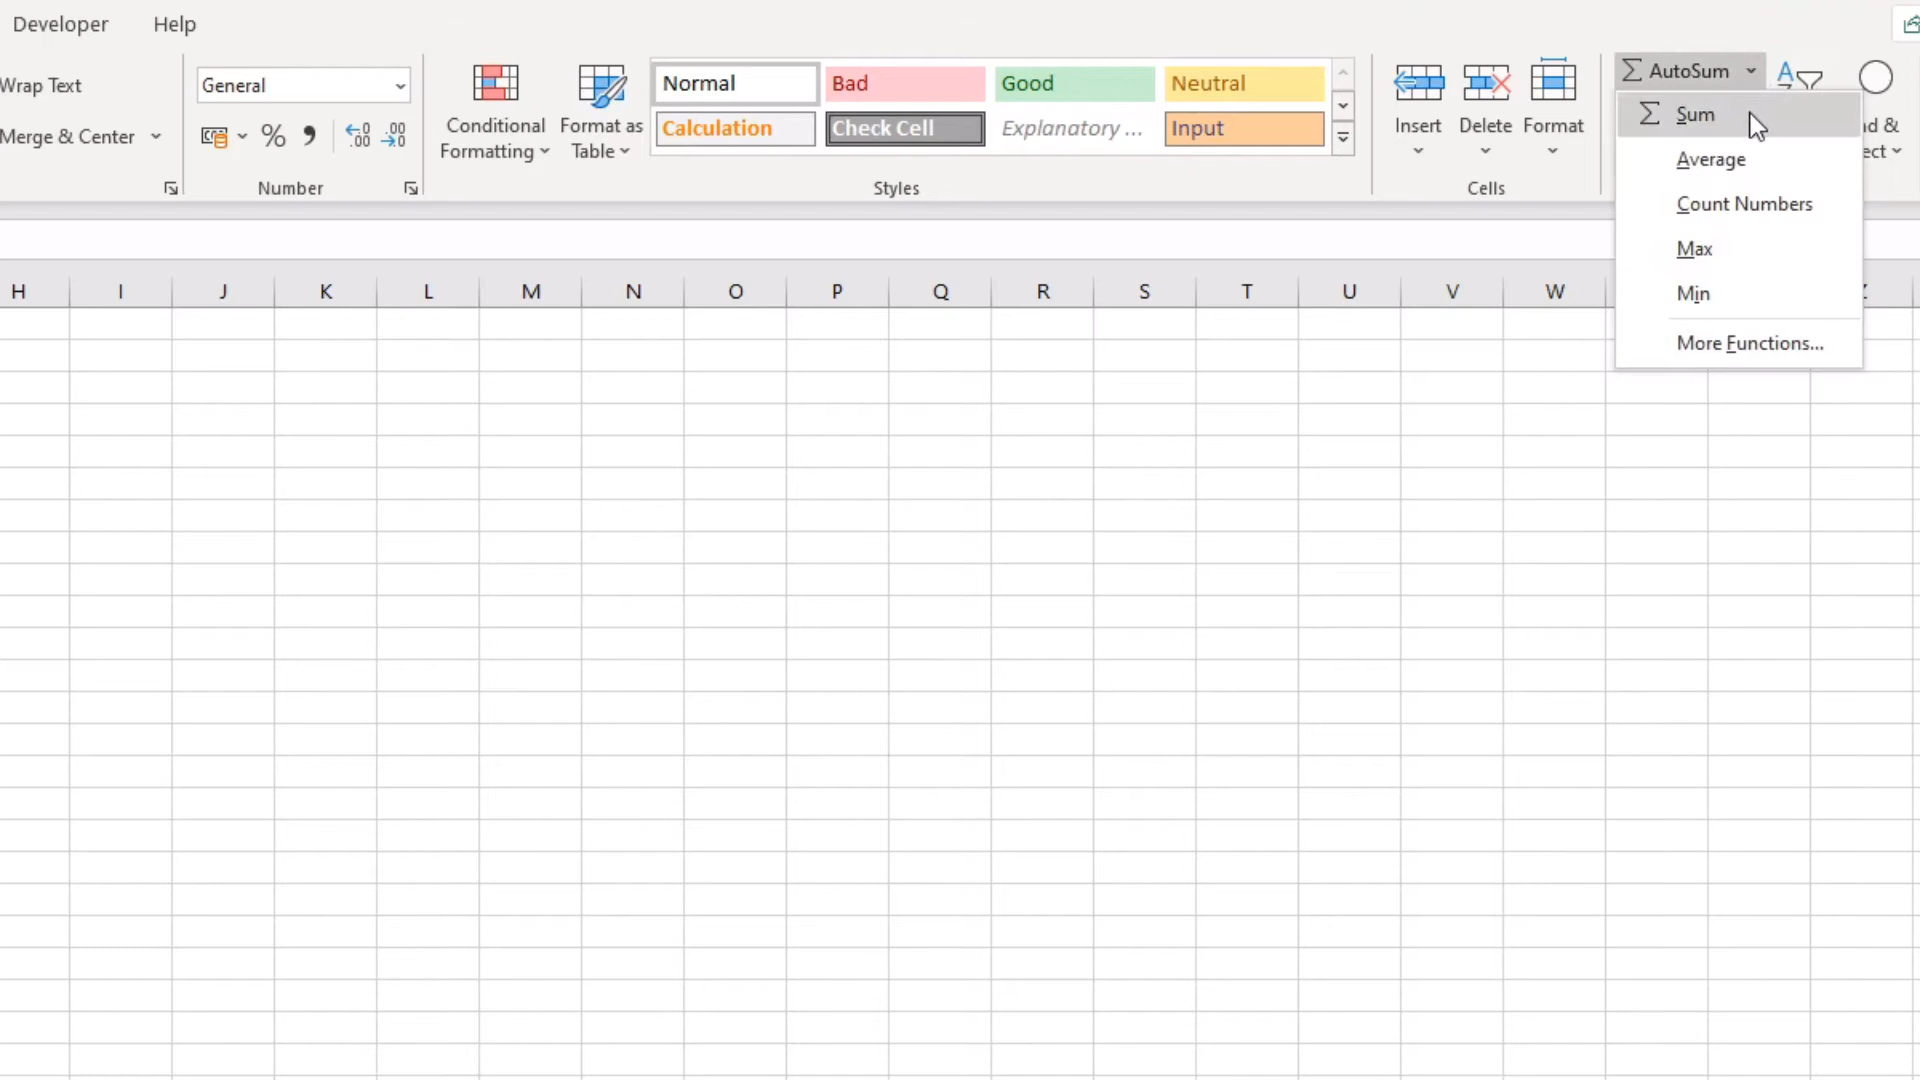 Developer Help
Wrap Text
Merge & Center
General
Number
Conditional
Formatting
Format as
Table
Normal Bad Good Neutral
Calculation Check Cell Explanatory ... Input
Styles
Insert Delete Format
Cells
AutoSum
Sum
Average
Count Numbers
Max
Min
More Functions...
H I J K L M N O P Q R S T U V W